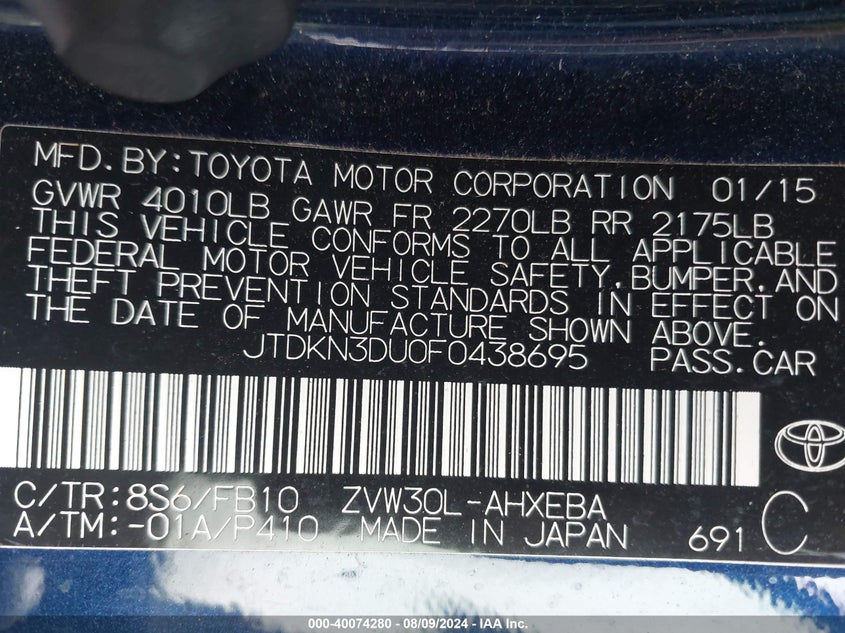 MFD.BY:TOYOTA MOTOR CORPORATION 01/15
GVWR 4010LB GAWR FR 2270LB RR 2175LB
THIS VEHICLE CONFORMS TO ALL APPLICABLE
FEDERAL MOTOR VEHICLE SAFETY,BUMPER,AND
THEFT PREVENTION STANDARDS IN EFFECT ON
THE DATE OF MANUFACTURE SHOWN ABOVE.
JTDKN3DU0F0438695 PASS.CAR
C/TR:8S6/FB10 ZVW30L-AHXEBA
A/TM:-01A/P410 MADE IN JAPAN 691 C
000-40074280 - 08/09/2024 - IAA Inc.